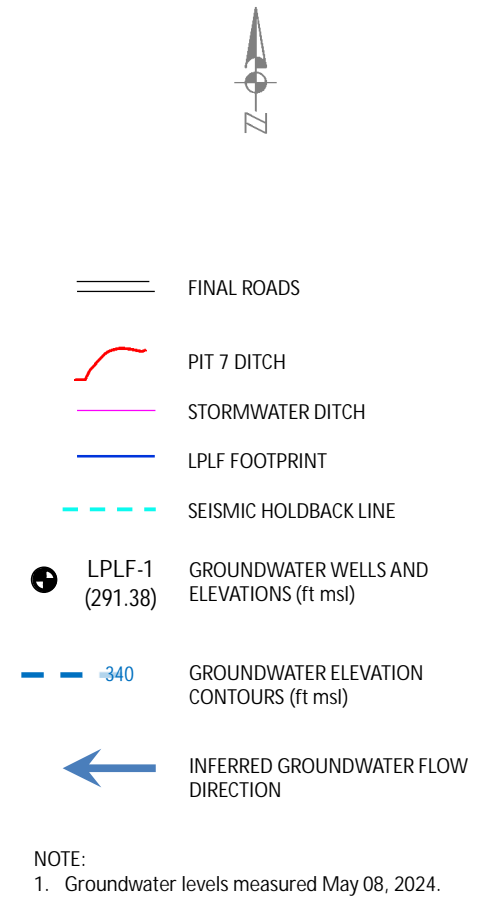 N
FINAL ROADS
PIT 7 DITCH
STORMWATER DITCH
LPLF FOOTPRINT
SEISMIC HOLDBACK LINE
LPLF-1
(291.38)
GROUNDWATER WELLS AND
ELEVATIONS (ft msl)
340
GROUNDWATER ELEVATION
CONTOURS (ft msl)
INFERRED GROUNDWATER FLOW
DIRECTION
NOTE:
1. Groundwater levels measured May 08, 2024.